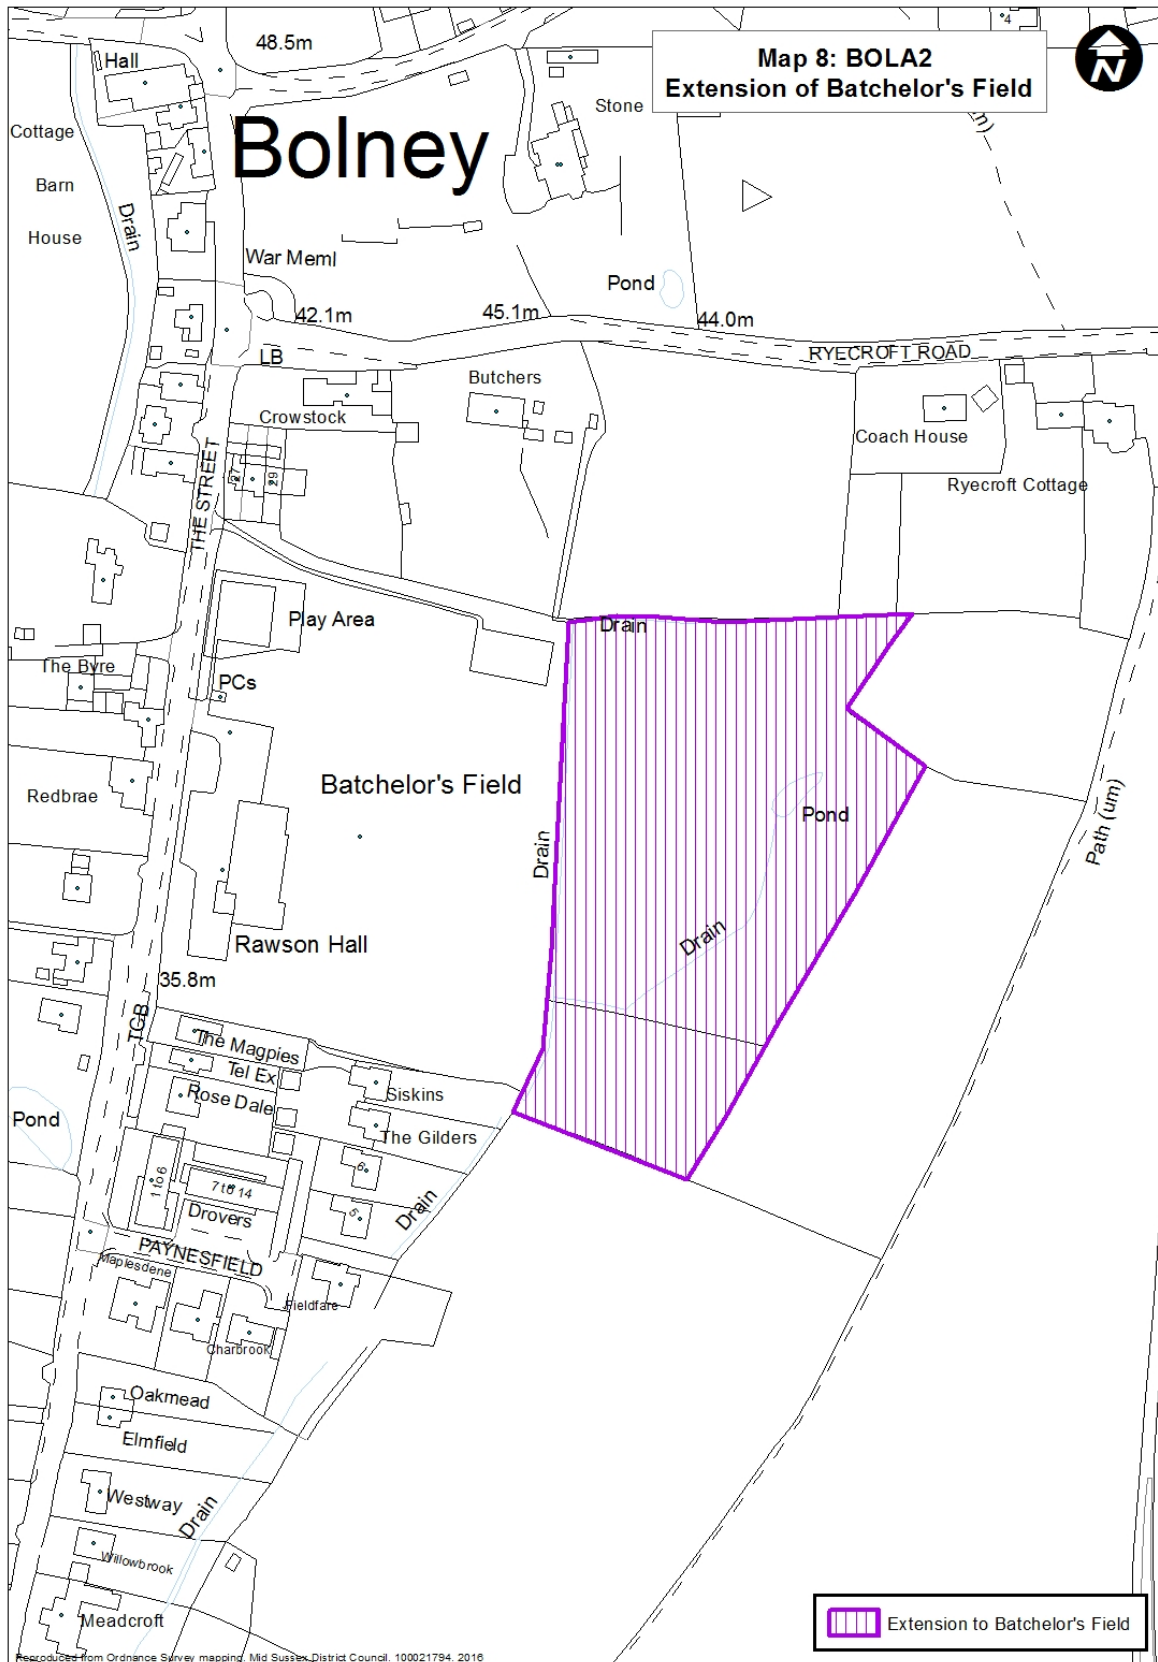 4
48.5m
Hall
Map 8: BOLA2
Extension of Batchelor's Field
N
Stone
m)
Cottage
Bolney
Barn
Drain
House
War Meml
Pond
42.1m
45.1m
44.0m
LB
RYECROFT ROAD
Butchers
Crowstock
Coach House
THE STREET
27
29
Ryecroft Cottage
Play Area
Drain
The Byre
PCs
Batchelor's Field
Redbrae
Pond
Path (um)
Drain
Drain
Rawson Hall
35.8m
TCB
The Magpies
Tel Ex
Siskins
Rose Dale
Pond
The Gilders
1 to 6
6
7 to 14
Drovers
5
Drain
PAYNESFIELD
Maplesdene
Fieldfare
Charbrook
Oakmead
Elmfield
Westway
Drain
Willowbrook
Meadcroft
Extension to Batchelor's Field
Reproduced from Ordnance Survey mapping. Mid Sussex District Council. 100021794. 2016